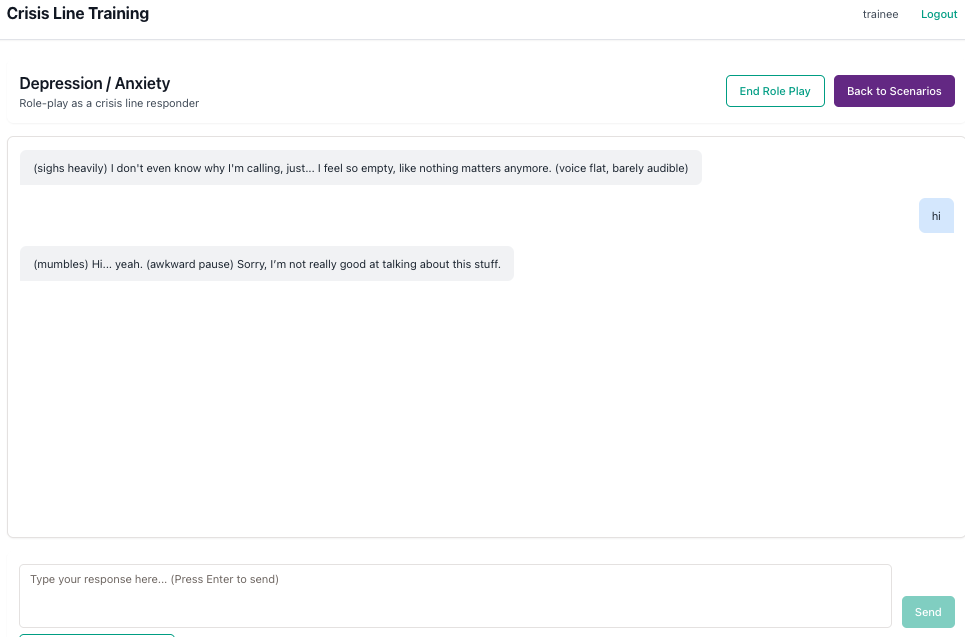 Crisis Line Training
trainee
Logout
Depression / Anxiety
Role-play as a crisis line responder
End Role Play
Back to Scenarios
(sighs heavily) I don't even know why I'm calling, just... I feel so empty, like nothing matters anymore. (voice flat, barely audible)
hi
(mumbles) Hi... yeah. (awkward pause) Sorry, I'm not really good at talking about this stuff.
Type your response here... (Press Enter to send)
Send